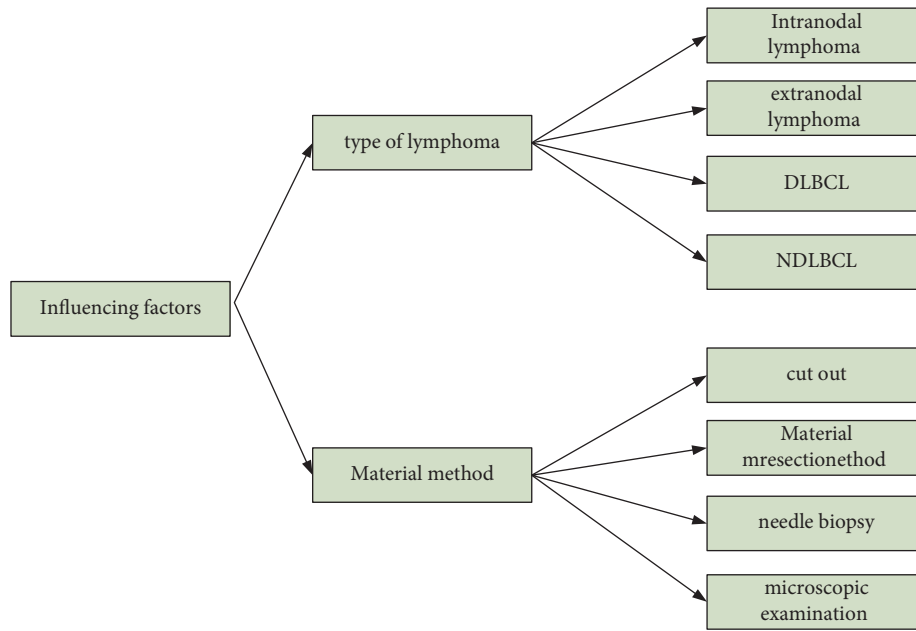 Influencing factors
type of lymphoma
Intranodal
lymphoma
extranodal
lymphoma
DLBCL
NDLBCL
Material method
cut out
Material
mresectionethod
needle biopsy
microscopic
examination